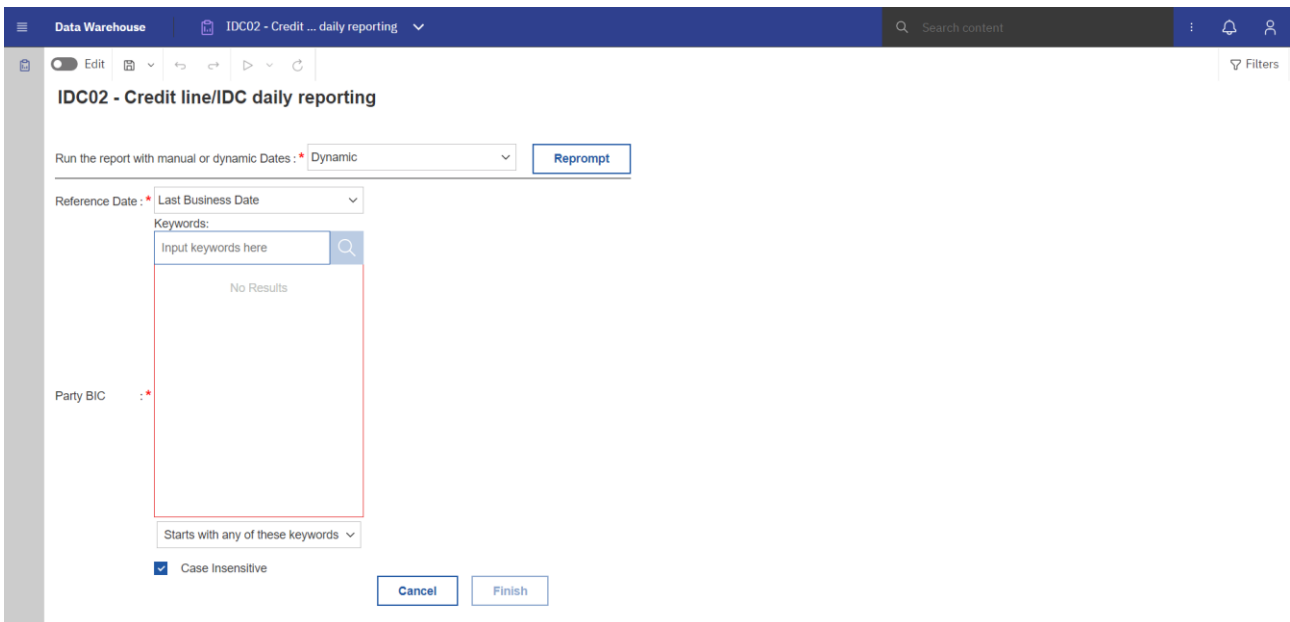 Data Warehouse IDC02 - Credit ... daily reporting Search content
Edit Filters
IDC02 - Credit line/IDC daily reporting
Run the report with manual or dynamic Dates : * Dynamic Reprompt
Reference Date : * Last Business Date
Keywords:
Input keywords here
No Results
Party BIC : *
Starts with any of these keywords
Case Insensitive
Cancel Finish